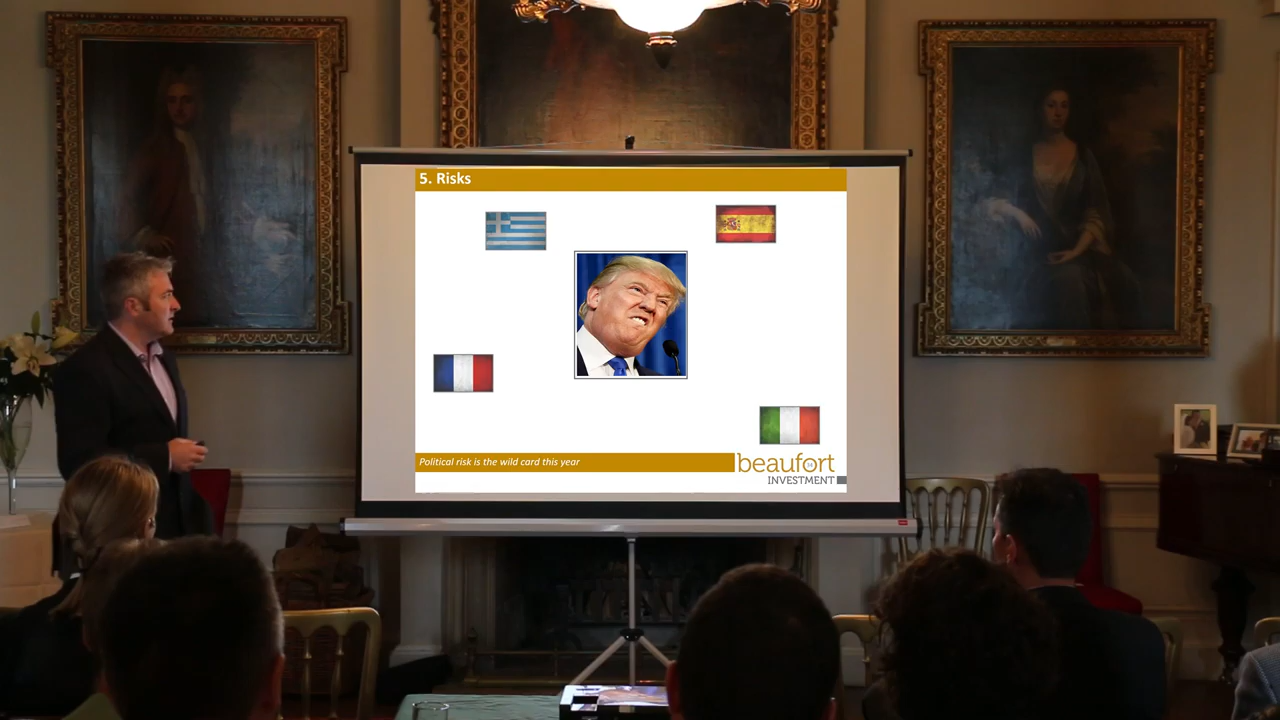 5. Risks
Political risk is the wild card this year
beaufort
INVESTMENT